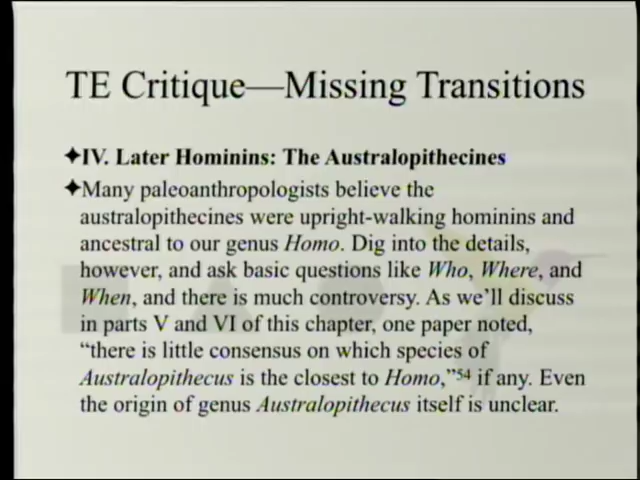 TE Critique—Missing Transitions
✦IV. Later Hominins: The Australopithecines
✦Many paleoanthropologists believe the
australopithecines were upright-walking hominins and
ancestral to our genus Homo. Dig into the details,
however, and ask basic questions like Who, Where, and
When, and there is much controversy. As we’ll discuss
in parts V and VI of this chapter, one paper noted,
“there is little consensus on which species of
Australopithecus is the closest to Homo,”54 if any. Even
the origin of genus Australopithecus itself is unclear.